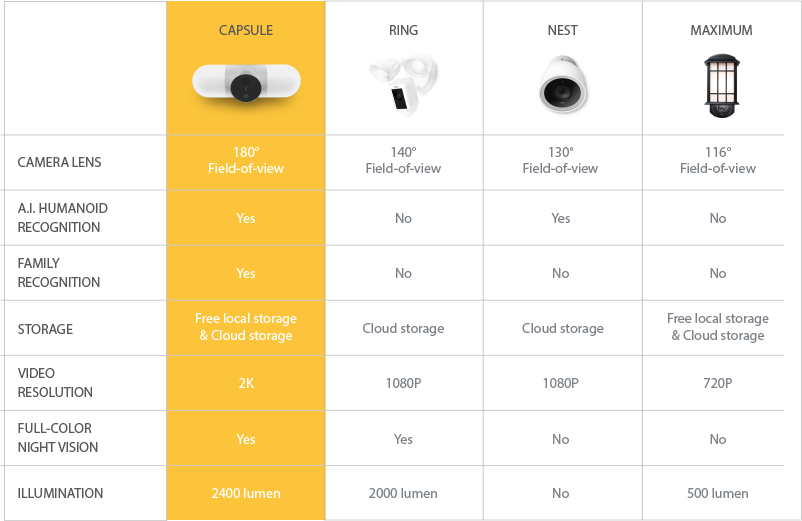 CAPSULE RING NEST MAXIMUM
CAMERA LENS
180°
Field-of-view
140°
Field-of-view
130°
Field-of-view
116°
Field-of-view
A.I. HUMANOID
RECOGNITION
Yes
No
Yes
No
FAMILY
RECOGNITION
Yes
No
No
No
STORAGE
Free local storage
& Cloud storage
Cloud storage
Cloud storage
Free local storage
& Cloud storage
VIDEO
RESOLUTION
2K
1080P
1080P
720P
FULL-COLOR
NIGHT VISION
Yes
Yes
No
No
ILLUMINATION
2400 lumen
2000 lumen
No
500 lumen